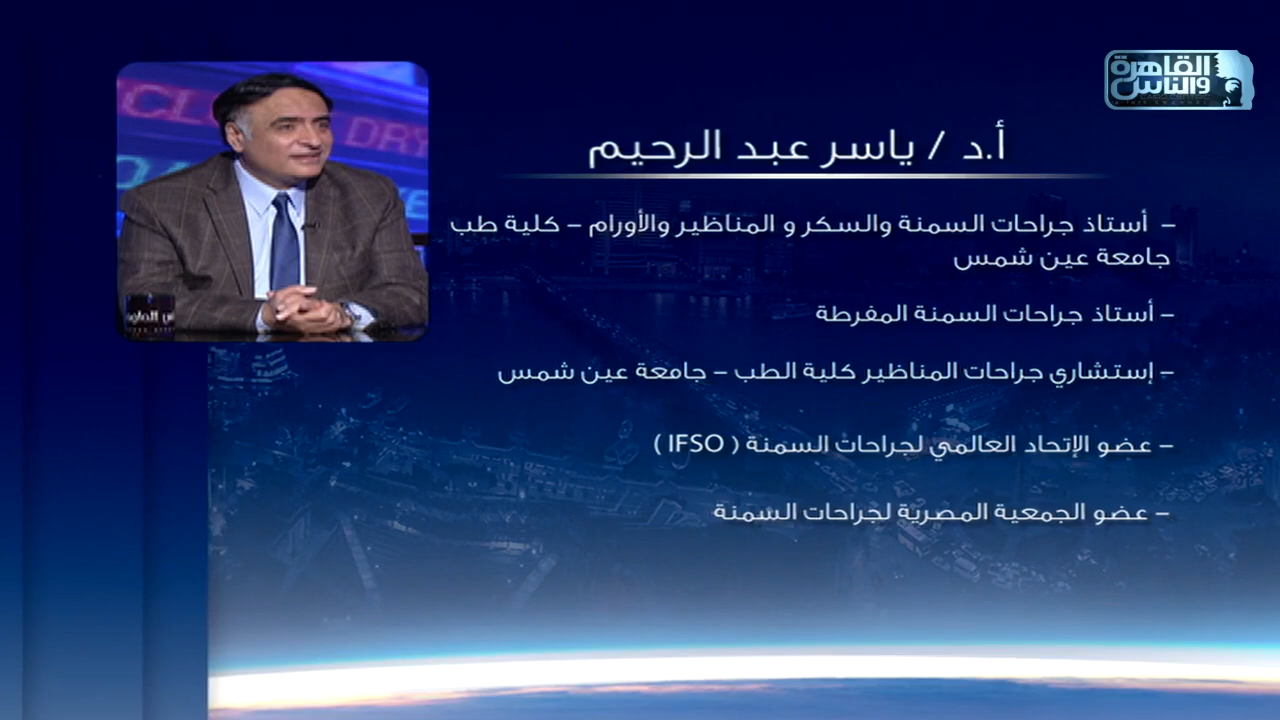 القاهرة
والناس
أ.د / ياسر عبد الرحيم
- أستاذ جراحات السمنة والسكر و المناظير والأورام - كلية طب
جامعة عين شمس
- أستاذ جراحات السمنة المفرطة
- إستشاري جراحات المناظير كلية الطب - جامعة عين شمس
- عضو الإتحاد العالمي لجراحات السمنة ( IFSO )
- عضو الجمعية المصرية لجراحات السمنة
DRY